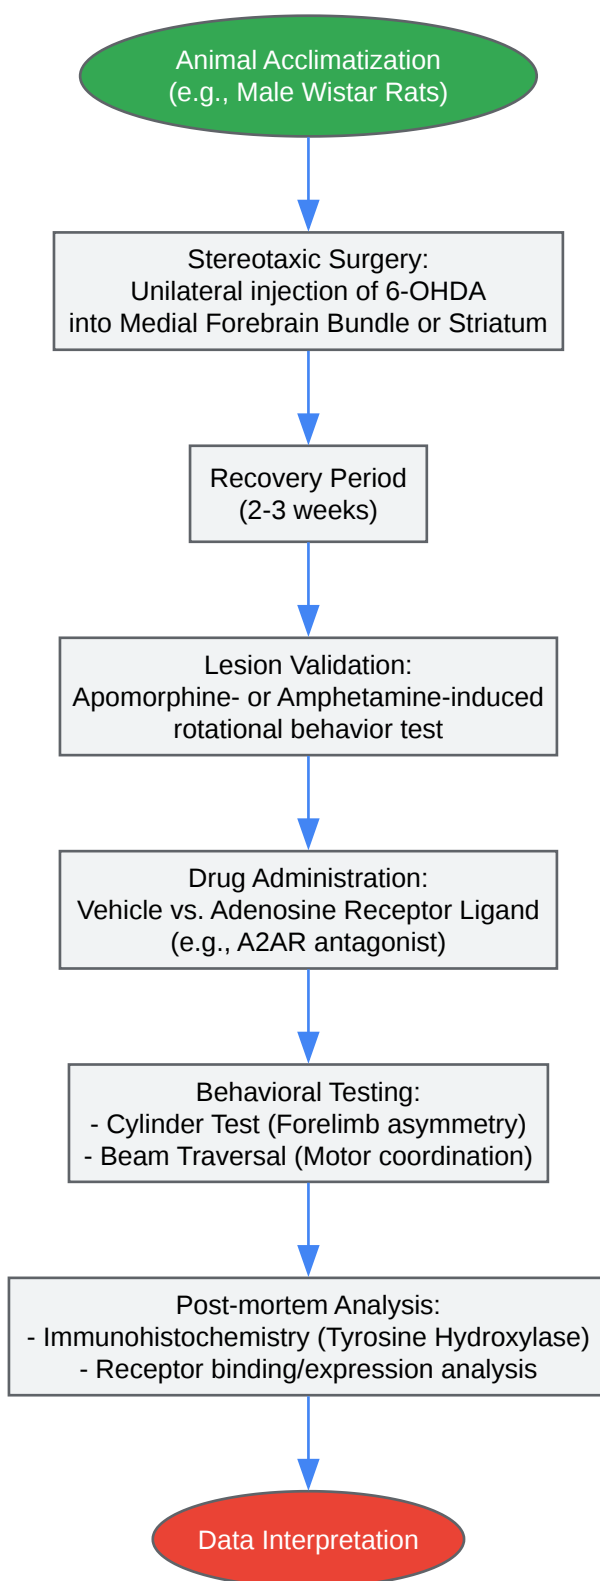 Animal Acclimatization
(e.g., Male Wistar Rats)
Stereotaxic Surgery:
Unilateral injection of 6-OHDA
into Medial Forebrain Bundle or Striatum
Recovery Period
(2-3 weeks)
Lesion Validation:
Apomorphine- or Amphetamine-induced
rotational behavior test
Drug Administration:
Vehicle vs. Adenosine Receptor Ligand
(e.g., A2AR antagonist)
Behavioral Testing:
- Cylinder Test (Forelimb asymmetry)
- Beam Traversal (Motor coordination)
Post-mortem Analysis:
- Immunohistochemistry (Tyrosine Hydroxylase)
- Receptor binding/expression analysis
Data Interpretation